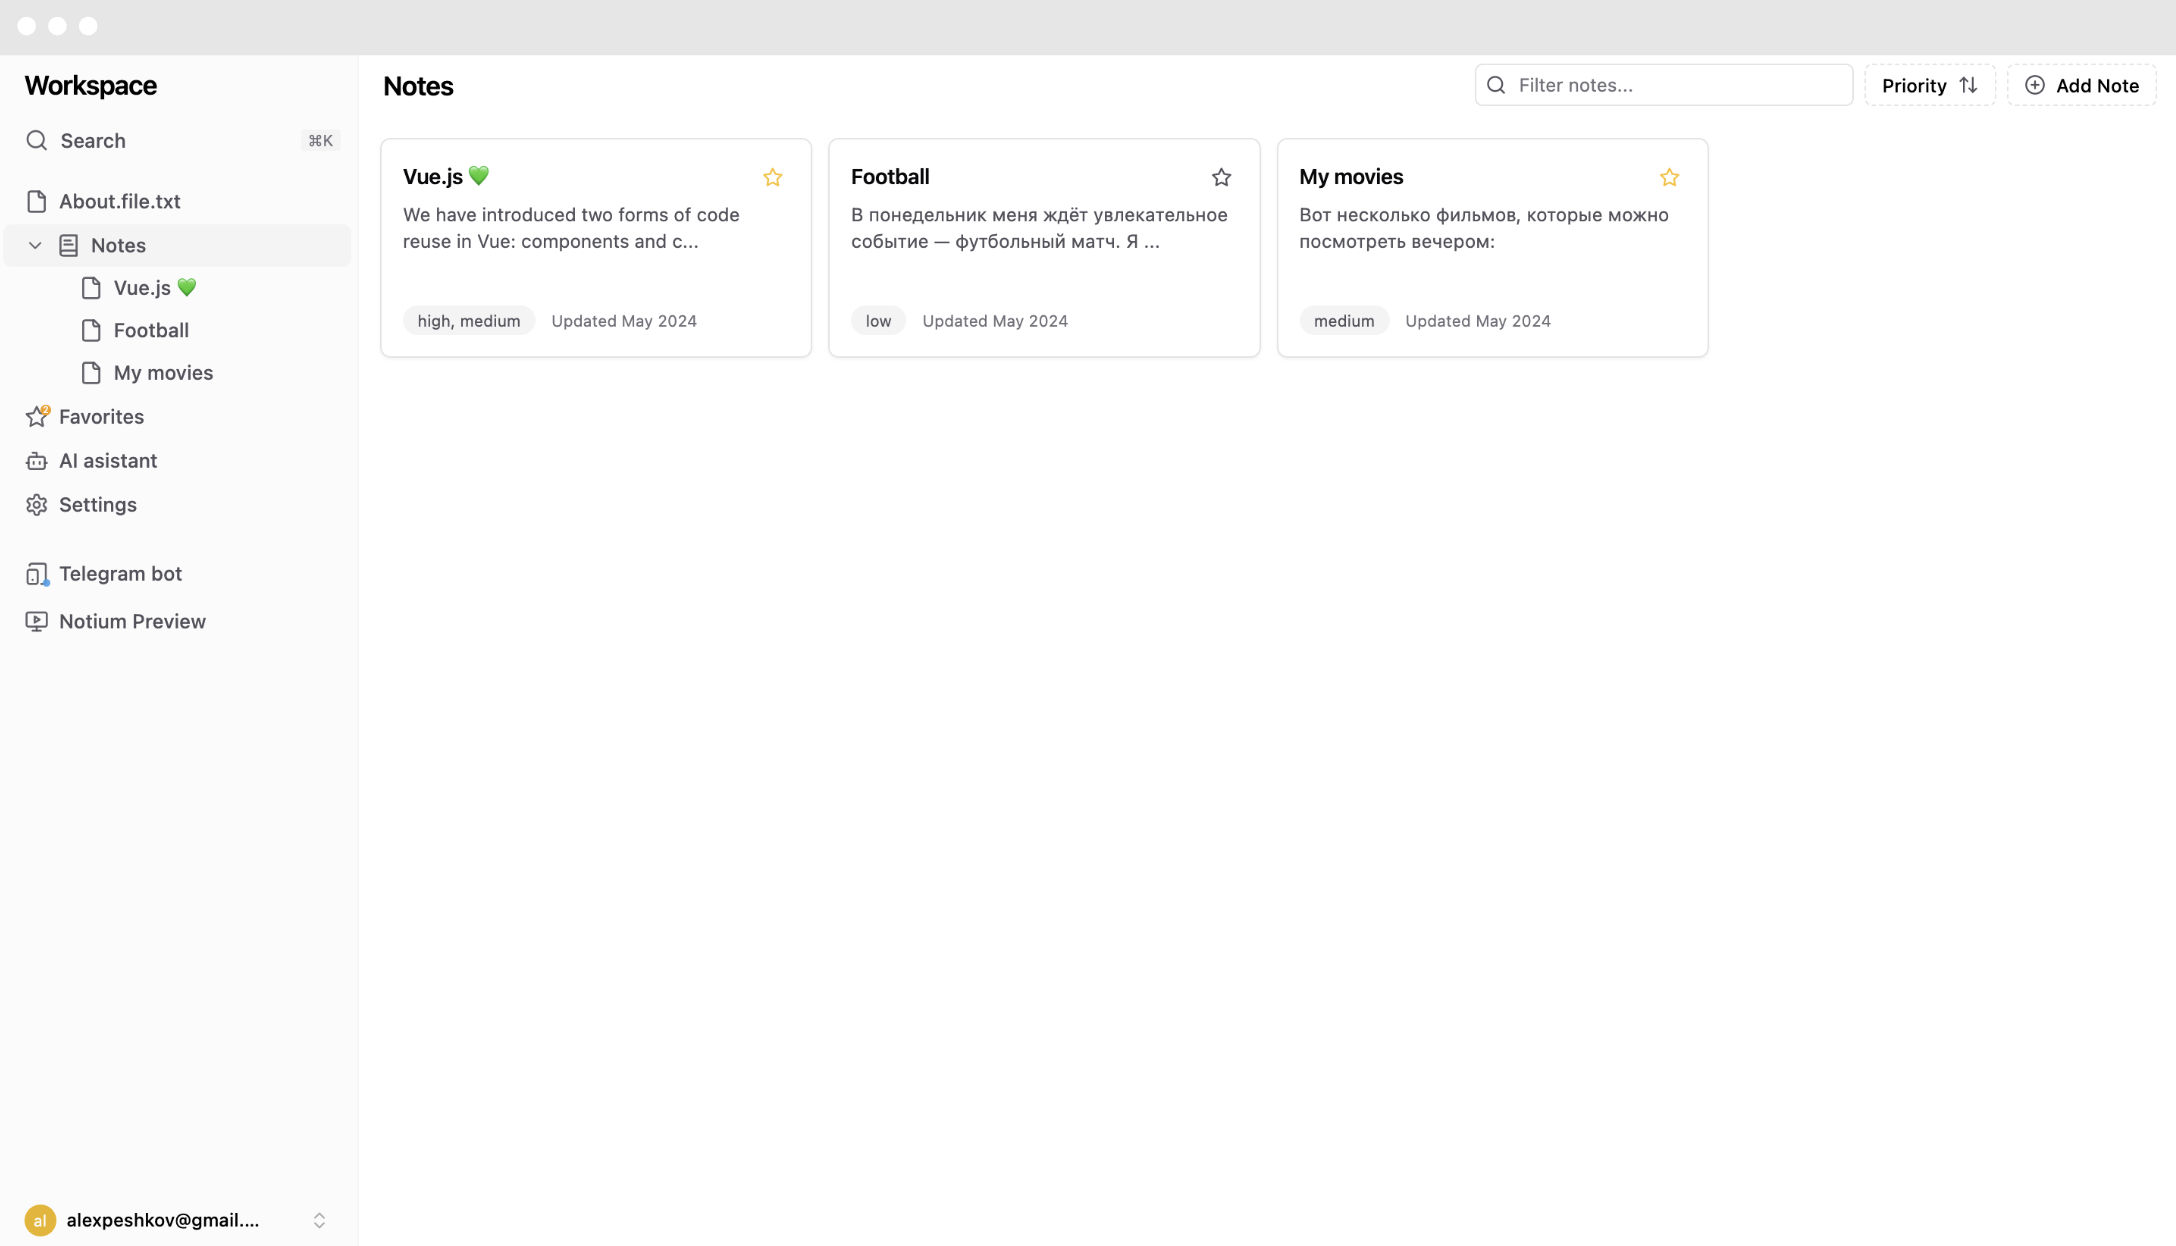 Workspace
Search ⌘K
About.file.txt
Notes
Vue.js 💚
Football
My movies
2
Favorites
AI asistant
Settings
Telegram bot
Notium Preview
al alexpeshkov@gmail....
Notes
Filter notes...
Priority
Add Note
Vue.js 💚
We have introduced two forms of code
reuse in Vue: components and c...
high, medium Updated May 2024
Football
В понедельник меня ждёт увлекательное
событие — футбольный матч. Я ...
low Updated May 2024
My movies
Вот несколько фильмов, которые можно
посмотреть вечером:
medium Updated May 2024